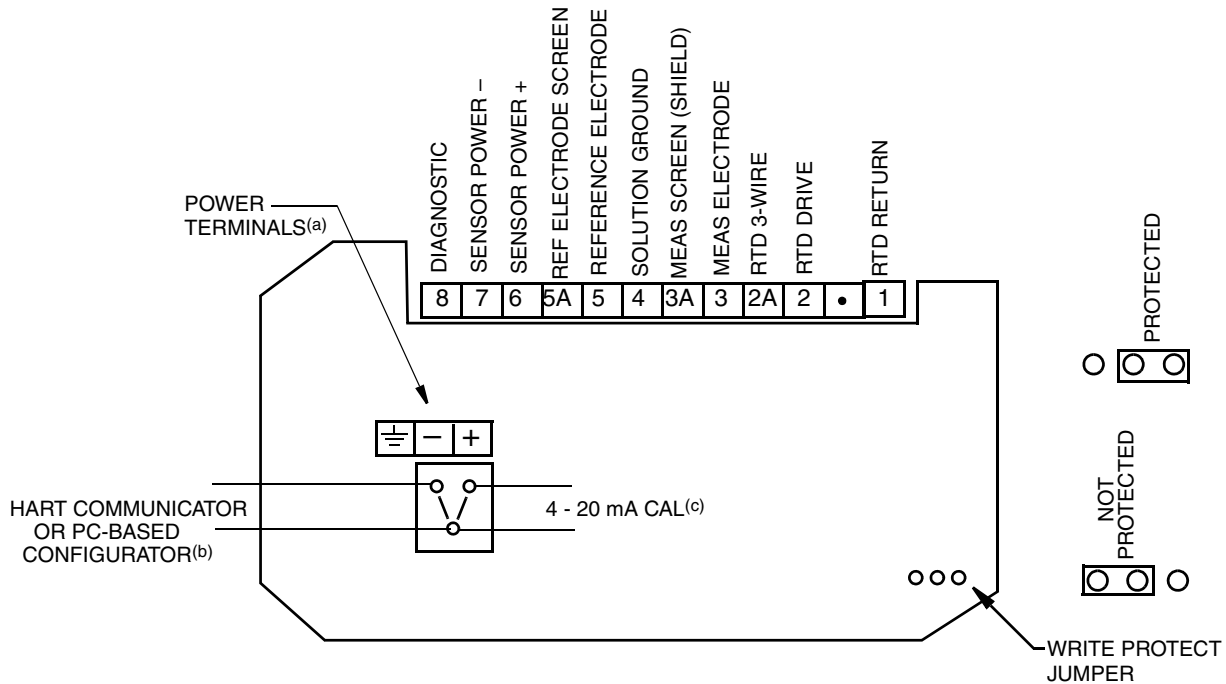 DIAGNOSTIC
SENSOR POWER –
SENSOR POWER +
REF ELECTRODE SCREEN
REFERENCE ELECTRODE
SOLUTION GROUND
MEAS SCREEN (SHIELD)
MEAS ELECTRODE
RTD 3-WIRE
RTD DRIVE
RTD RETURN
8 7 6 5A 5 4 3A 3 2A 2 • 1
POWER
TERMINALS(a)
PROTECTED
– +
HART COMMUNICATOR
OR PC-BASED
CONFIGURATOR(b)
4 - 20 mA CAL(c)
NOT
PROTECTED
WRITE PROTECT
JUMPER